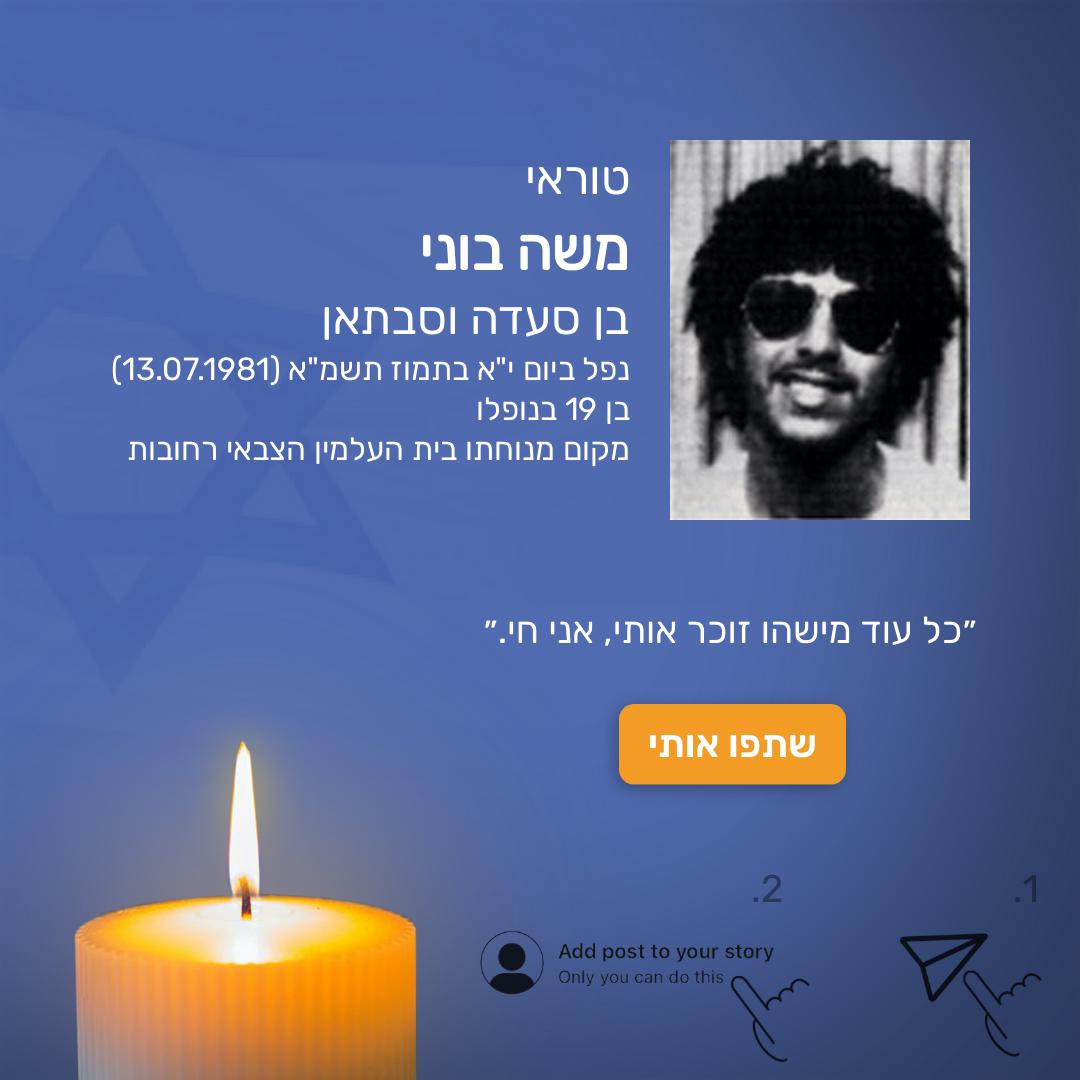 טוראי
משה בוני
בן סעדה וסבתאן
נפל ביום י"א בתמוז תשמ"א (13.07.1981)
בן 19 בנופלו
מקום מנוחתו בית העלמין הצבאי רחובות
״כל עוד מישהו זוכר אותי, אני חי.״
שתפו אותי
.1
.2
Add post to your story
Only you can do this